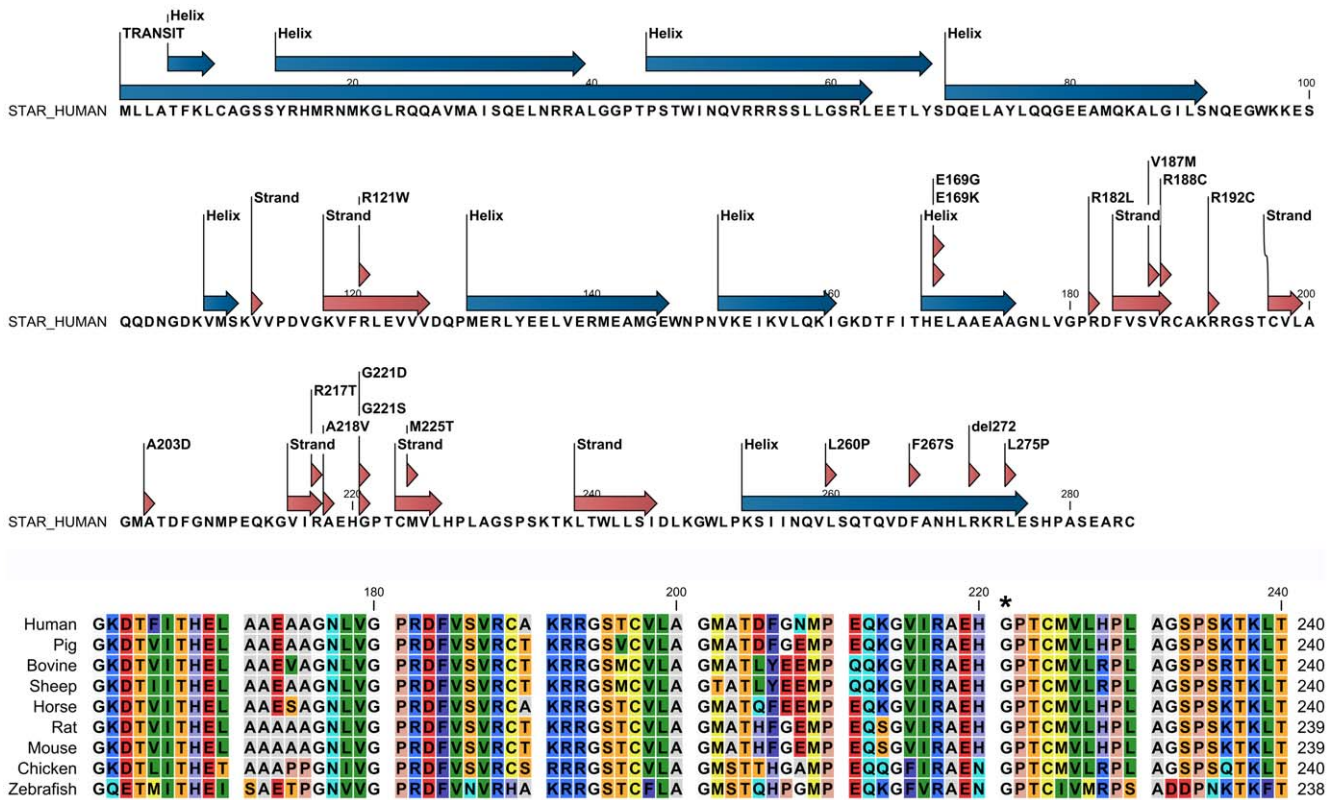 Helix
TRANSIT Helix Helix Helix
20 40 60 80 100
STAR_HUMAN MLLATFKLCAGSSYRHMRNMKGLRQQAVMAISQELNRRALGGPTPSTWINQVRRRSSLLGSRLEETLYSDQELAYLQQGEEAMQKALGILSNQEGWKKES
V187M
E169G R188C
Strand R121W E169K R182L R192C
Helix Strand Helix Helix Helix Strand Strand
120 140 160 180 200
STAR_HUMAN QQDNGDKVMSKVVPDVGKVFRLEVVVDQPMERLYEELVERMEAMGEWNPNVKEIKVLQKIGKDTFITHELAAEAAGNLVGPRDFVSVRCAKRRGSTCVLA
G221D
R217T
G221S
A218V M225T del272
A203D Strand Strand Strand Helix L260P F267S L275P
220 240 260 280
STAR_HUMAN GMATDFGNMPEQKGVIRAEHGPTCMVLHPLAGSPSKTKLTWLLSIDLKGWLPKSIINQVLSQTQVDFANHLRKRLESHPASEARC
180 200 220 * 240
Human GKDTFITHEL AAEAAGNLVG PRDFVSVRCA KRRGSTCVLA GMATDFGNMP EQKGVIRAEH GPTCMVLHPL AGSPSKTKLT 240
Pig GKDTVITHEL AAEAAGNLVG PRDFVSVRCT KRRGSVCVLA GMATDFGEMP EQKGVIRAEH GPTCMVLHPL AGSPSKTKLT 240
Bovine GKDTIITHEL AAEVAGNLVG PRDFVSVRCT KRRGSMCVLA GMATLYEEMP QQKGVIRAEH GPTCMVLRPL AGSPSRTKLT 240
Sheep GKDTIITHEL AAEAAGNLVG PRDFVSVRCT KRRGSMCVLA GTATLYEEMP QQKGVIRAEH GPTCMVLRPL AGSPSRTKLT 240
Horse GKDTVITHEL AAESAGNLVG PRDFVSVRCA KRRGSTCVLA GMATQFEEMP EQKGVIRAEH GPTCMVLHPL AGSPSKTKLT 240
Rat GKDTVITHEL AAAAAGNLVG PRDFVSVRCT KRRGSTCVLA GMATHFGEMP EQSGVIRAEH GPTCMVLHPL AGSPSKTKLT 239
Mouse GKDTVITHEL AAAAAGNLVG PRDFVSVRCT KRRGSTCVLA GMATHFGEMP EQSGVIRAEH GPTCMVLHPL AGSPSKTKLT 239
Chicken GKDTLITHET AAAPPGNIVG PRDFVSVRCS RRRGSTCVLA GMSTTHGAMP EQQGFIRAEN GPTCMVLRPL AGSPSQTKLT 240
Zebrafish GQETMITHEI SAETPGNVVG PRDFVNVRHA KRRGSTCFLA GMSTQHPGMP EQKGFVRAEN GPTCIVMRPS ADDPNKTKFT 238